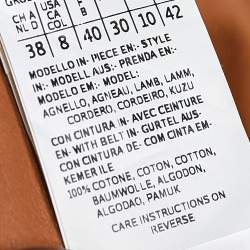 CH USA F
A N CA B
L D COL
38 8 40 30 10 42
MODELLO IN- PIECE EN:- STYLE
IN:- MODELL AUS:- PRENDA EN:-
MODELO EM:- MODEL:
AGNELLO, AGNEAU, LAMB, LAMM,
CORDERO, CORDEIRO, KUZU
CON CINTURA IN- AVEC CEINTURE
EN- WITH BELT IN- GURTEL AUS-
CON CINTURA DE- COM CINTA EM-
KEMER ILE
100% COTONE, COTON, COTTON,
BAUMWOLLE, ALGODON,
ALGODAO, PAMUK
CARE INSTRUCTIONS ON
REVERSE